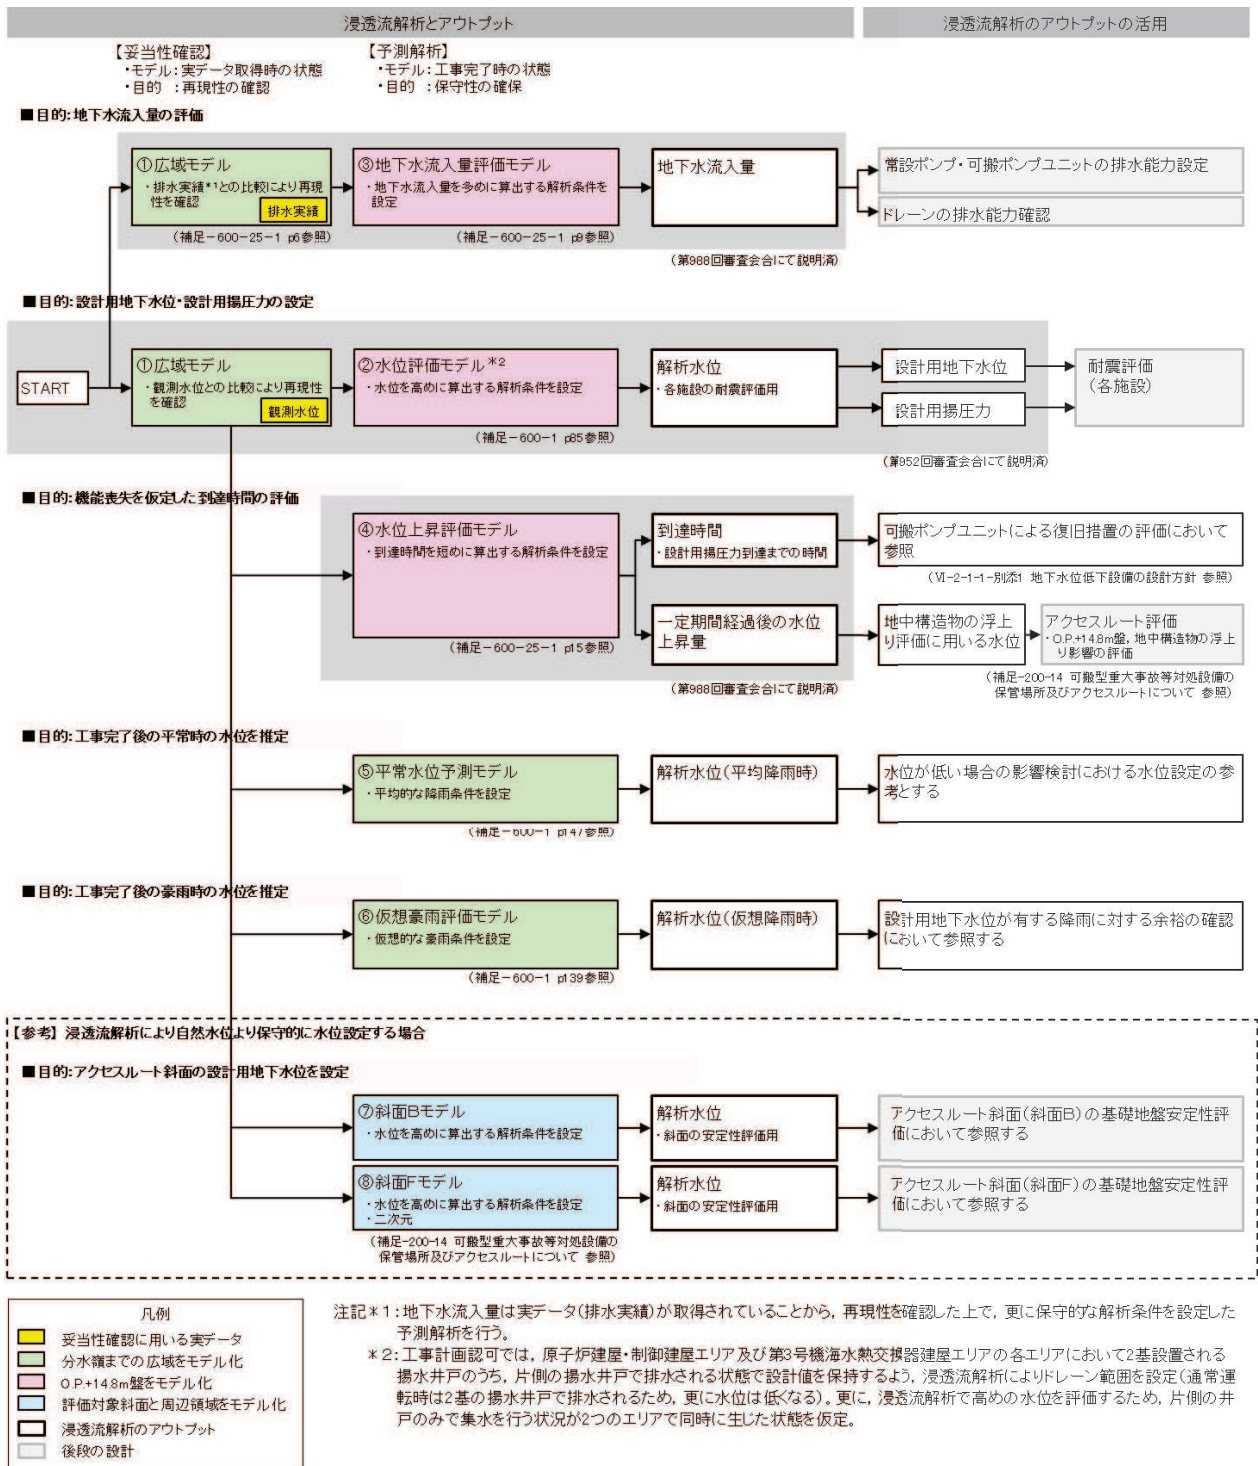 浸透流解析とアウトプット
浸透流解析のアウトプットの活用
【妥当性確認】
・モデル：実データ取得時の状態
・目的　：再現性の確認
【予測解析】
・モデル：工事完了時の状態
・目的　：保守性の確保
■目的：地下水流入量の評価
①広域モデル
・排水実績*1との比較により再現
性を確認
排水実績
(補足-600-25-1 p6参照)
③地下水流入量評価モデル
・地下水流入量を多めに算出する解析条件を
設定
(補足-600-25-1 p9参照)
地下水流入量
(第988回審査会合にて説明済)
常設ポンプ・可搬ポンプユニットの排水能力設定
ドレーンの排水能力確認
■目的：設計用地下水位・設計用揚圧力の設定
START
①広域モデル
・観測水位との比較により再現性
を確認
観測水位
②水位評価モデル*2
・水位を高めに算出する解析条件を設定
(補足-600-1 p85参照)
解析水位
・各施設の耐震評価用
設計用地下水位
設計用揚圧力
(第952回審査会合にて説明済)
耐震評価
(各施設)
■目的：機能喪失を仮定した到達時間の評価
④水位上昇評価モデル
・到達時間を短めに算出する解析条件を設定
(補足-600-25-1 p15参照)
到達時間
・設計用揚圧力到達までの時間
可搬ポンプユニットによる復旧措置の評価において
参照
(Ⅵ-2-1-1-別添1 地下水位低下設備の設計方針 参照)
一定期間経過後の水位
上昇量
(第988回審査会合にて説明済)
地中構造物の浮上
り評価に用いる水位
アクセスルート評価
・O.P.+14.8m盤，地中構造物の浮上
り影響の評価
(補足-200-14 可搬型重大事故等対処設備の
保管場所及びアクセスルートについて 参照)
■目的：工事完了後の平常時の水位を推定
⑤平常水位予測モデル
・平均的な降雨条件を設定
(補足-600-1 p147参照)
解析水位(平均降雨時)
水位が低い場合の影響検討における水位設定の参
考とする
■目的：工事完了後の豪雨時の水位を推定
⑥仮想豪雨評価モデル
・仮想的な豪雨条件を設定
(補足-600-1 p139参照)
解析水位(仮想降雨時)
設計用地下水位が有する降雨に対する余裕の確認
において参照する
【参考】浸透流解析により自然水位より保守的に水位設定する場合
■目的：アクセスルート斜面の設計用地下水位を設定
⑦斜面Bモデル
・水位を高めに算出する解析条件を設定
解析水位
・斜面の安定性評価用
アクセスルート斜面(斜面B)の基礎地盤安定性評
価において参照する
⑧斜面Fモデル
・水位を高めに算出する解析条件を設定
・二次元
(補足-200-14 可搬型重大事故等対処設備の
保管場所及びアクセスルートについて 参照)
解析水位
・斜面の安定性評価用
アクセスルート斜面(斜面F)の基礎地盤安定性評
価において参照する
凡例
妥当性確認に用いる実データ
分水嶺までの広域をモデル化
O.P.+14.8m盤をモデル化
評価対象斜面と周辺領域をモデル化
浸透流解析のアウトプット
後段の設計
注記＊1：地下水流入量は実データ(排水実績)が取得されていることから，再現性を確認した上で，更に保守的な解析条件を設定した
予測解析を行う。
＊2：工事計画認可では，原子炉建屋・制御建屋エリア及び第3号機海水熱交換器建屋エリアの各エリアにおいて2基設置される
揚水井戸のうち，片側の揚水井戸で排水される状態で設計値を保持するよう，浸透流解析によりドレーン範囲を設定(通常運
転時は2基の揚水井戸で排水されるため，更に水位は低くなる)。更に，浸透流解析で高めの水位を評価するため，片側の井
戸のみで集水を行う状況が2つのエリアで同時に生じた状態を仮定。